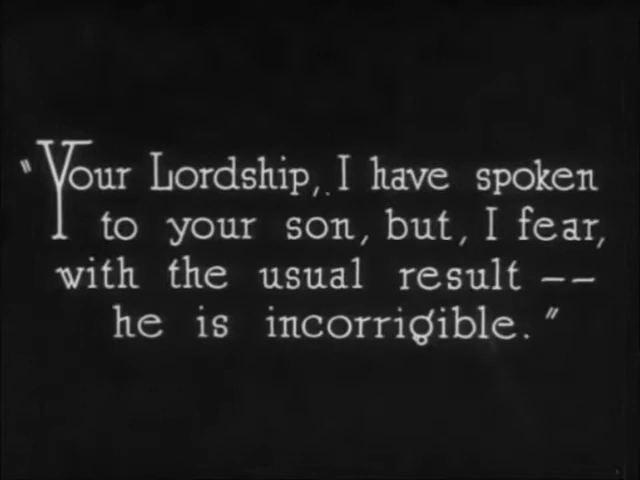 "Your Lordship, I have spoken
to your son, but, I fear,
with the usual result --
he is incorrigible."